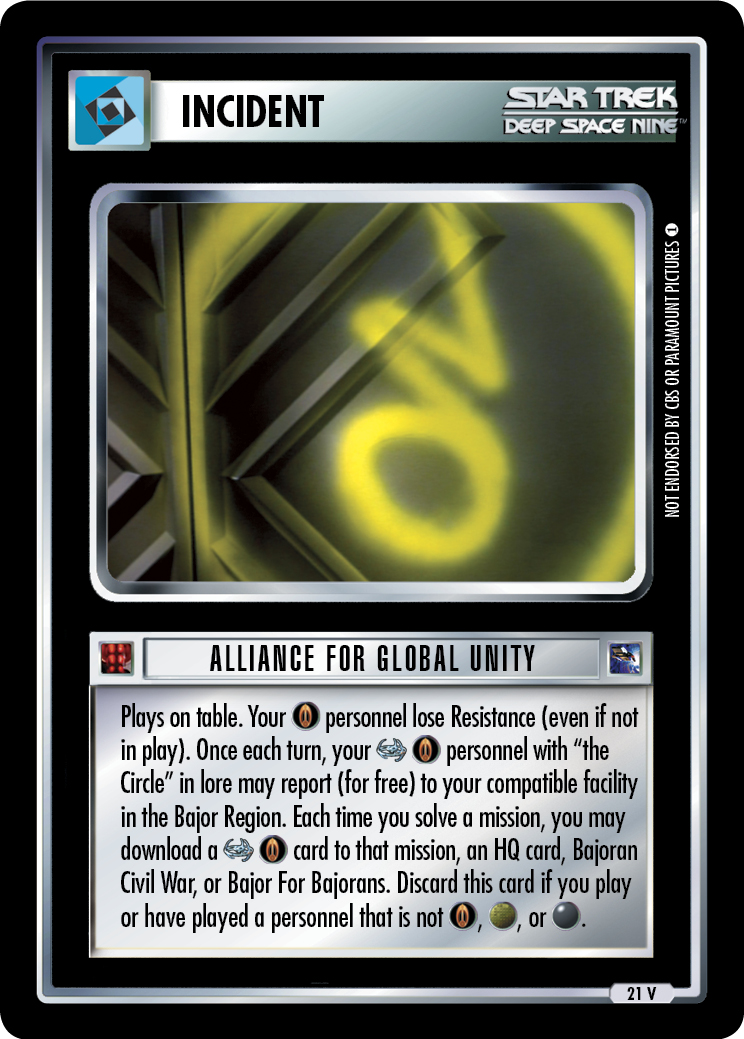 INCIDENT
STAR TREK
DEEP SPACE NINE™
NOT ENDORSED BY CBS OR PARAMOUNT PICTURES 1
ALLIANCE FOR GLOBAL UNITY
Plays on table. Your personnel lose Resistance (even if not
in play). Once each turn, your personnel with “the
Circle” in lore may report (for free) to your compatible facility
in the Bajor Region. Each time you solve a mission, you may
download a card to that mission, an HQ card, Bajoran
Civil War, or Bajor For Bajorans. Discard this card if you play
or have played a personnel that is not , , or .
21 V